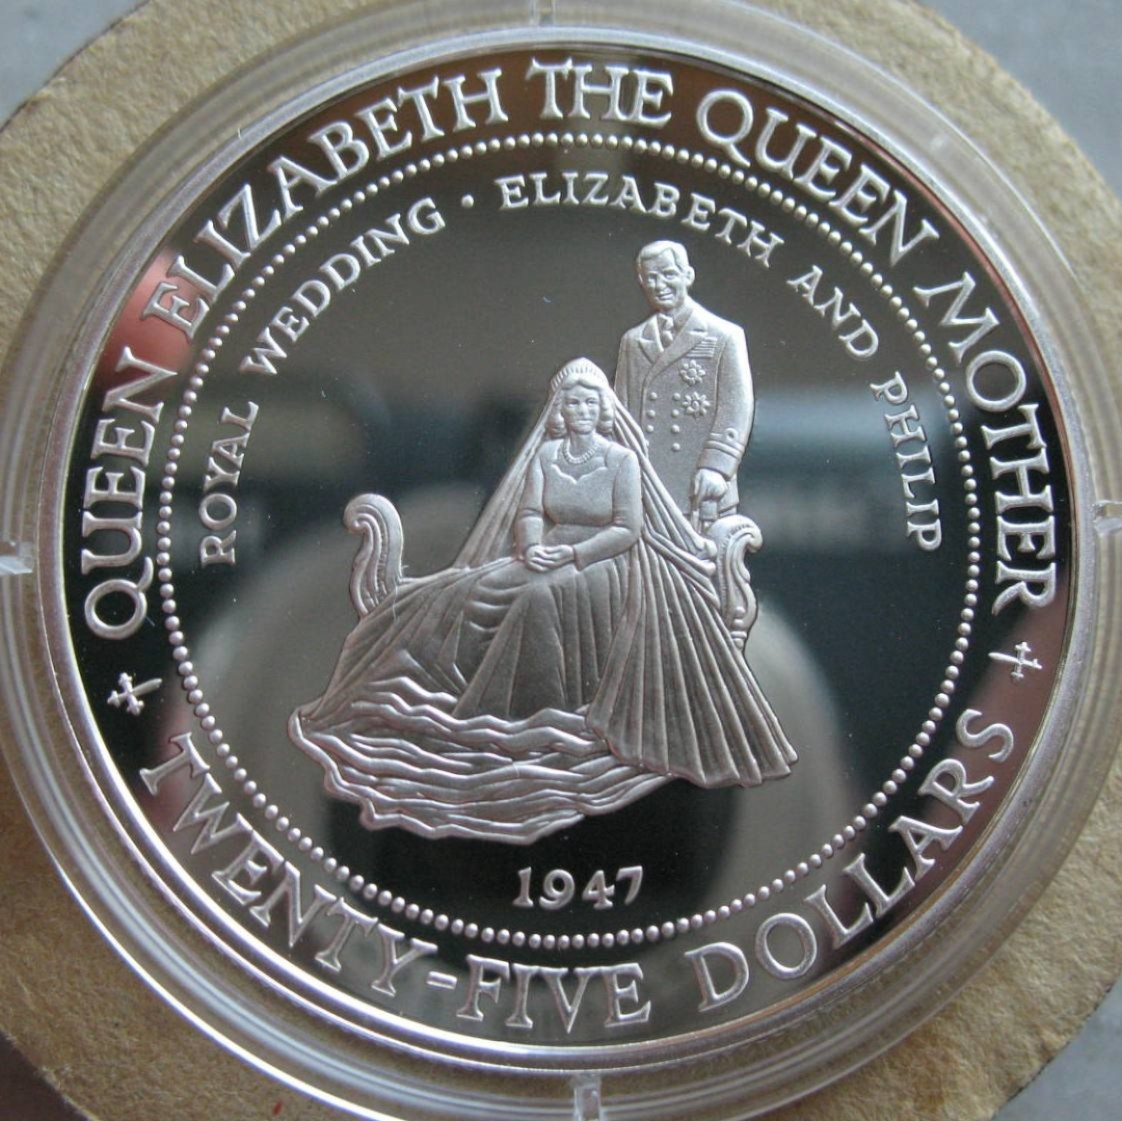 QUEEN ELIZABETH THE QUEEN MOTHER
ROYAL WEDDING · ELIZABETH AND PHILIP
1947
TWENTY-FIVE DOLLARS